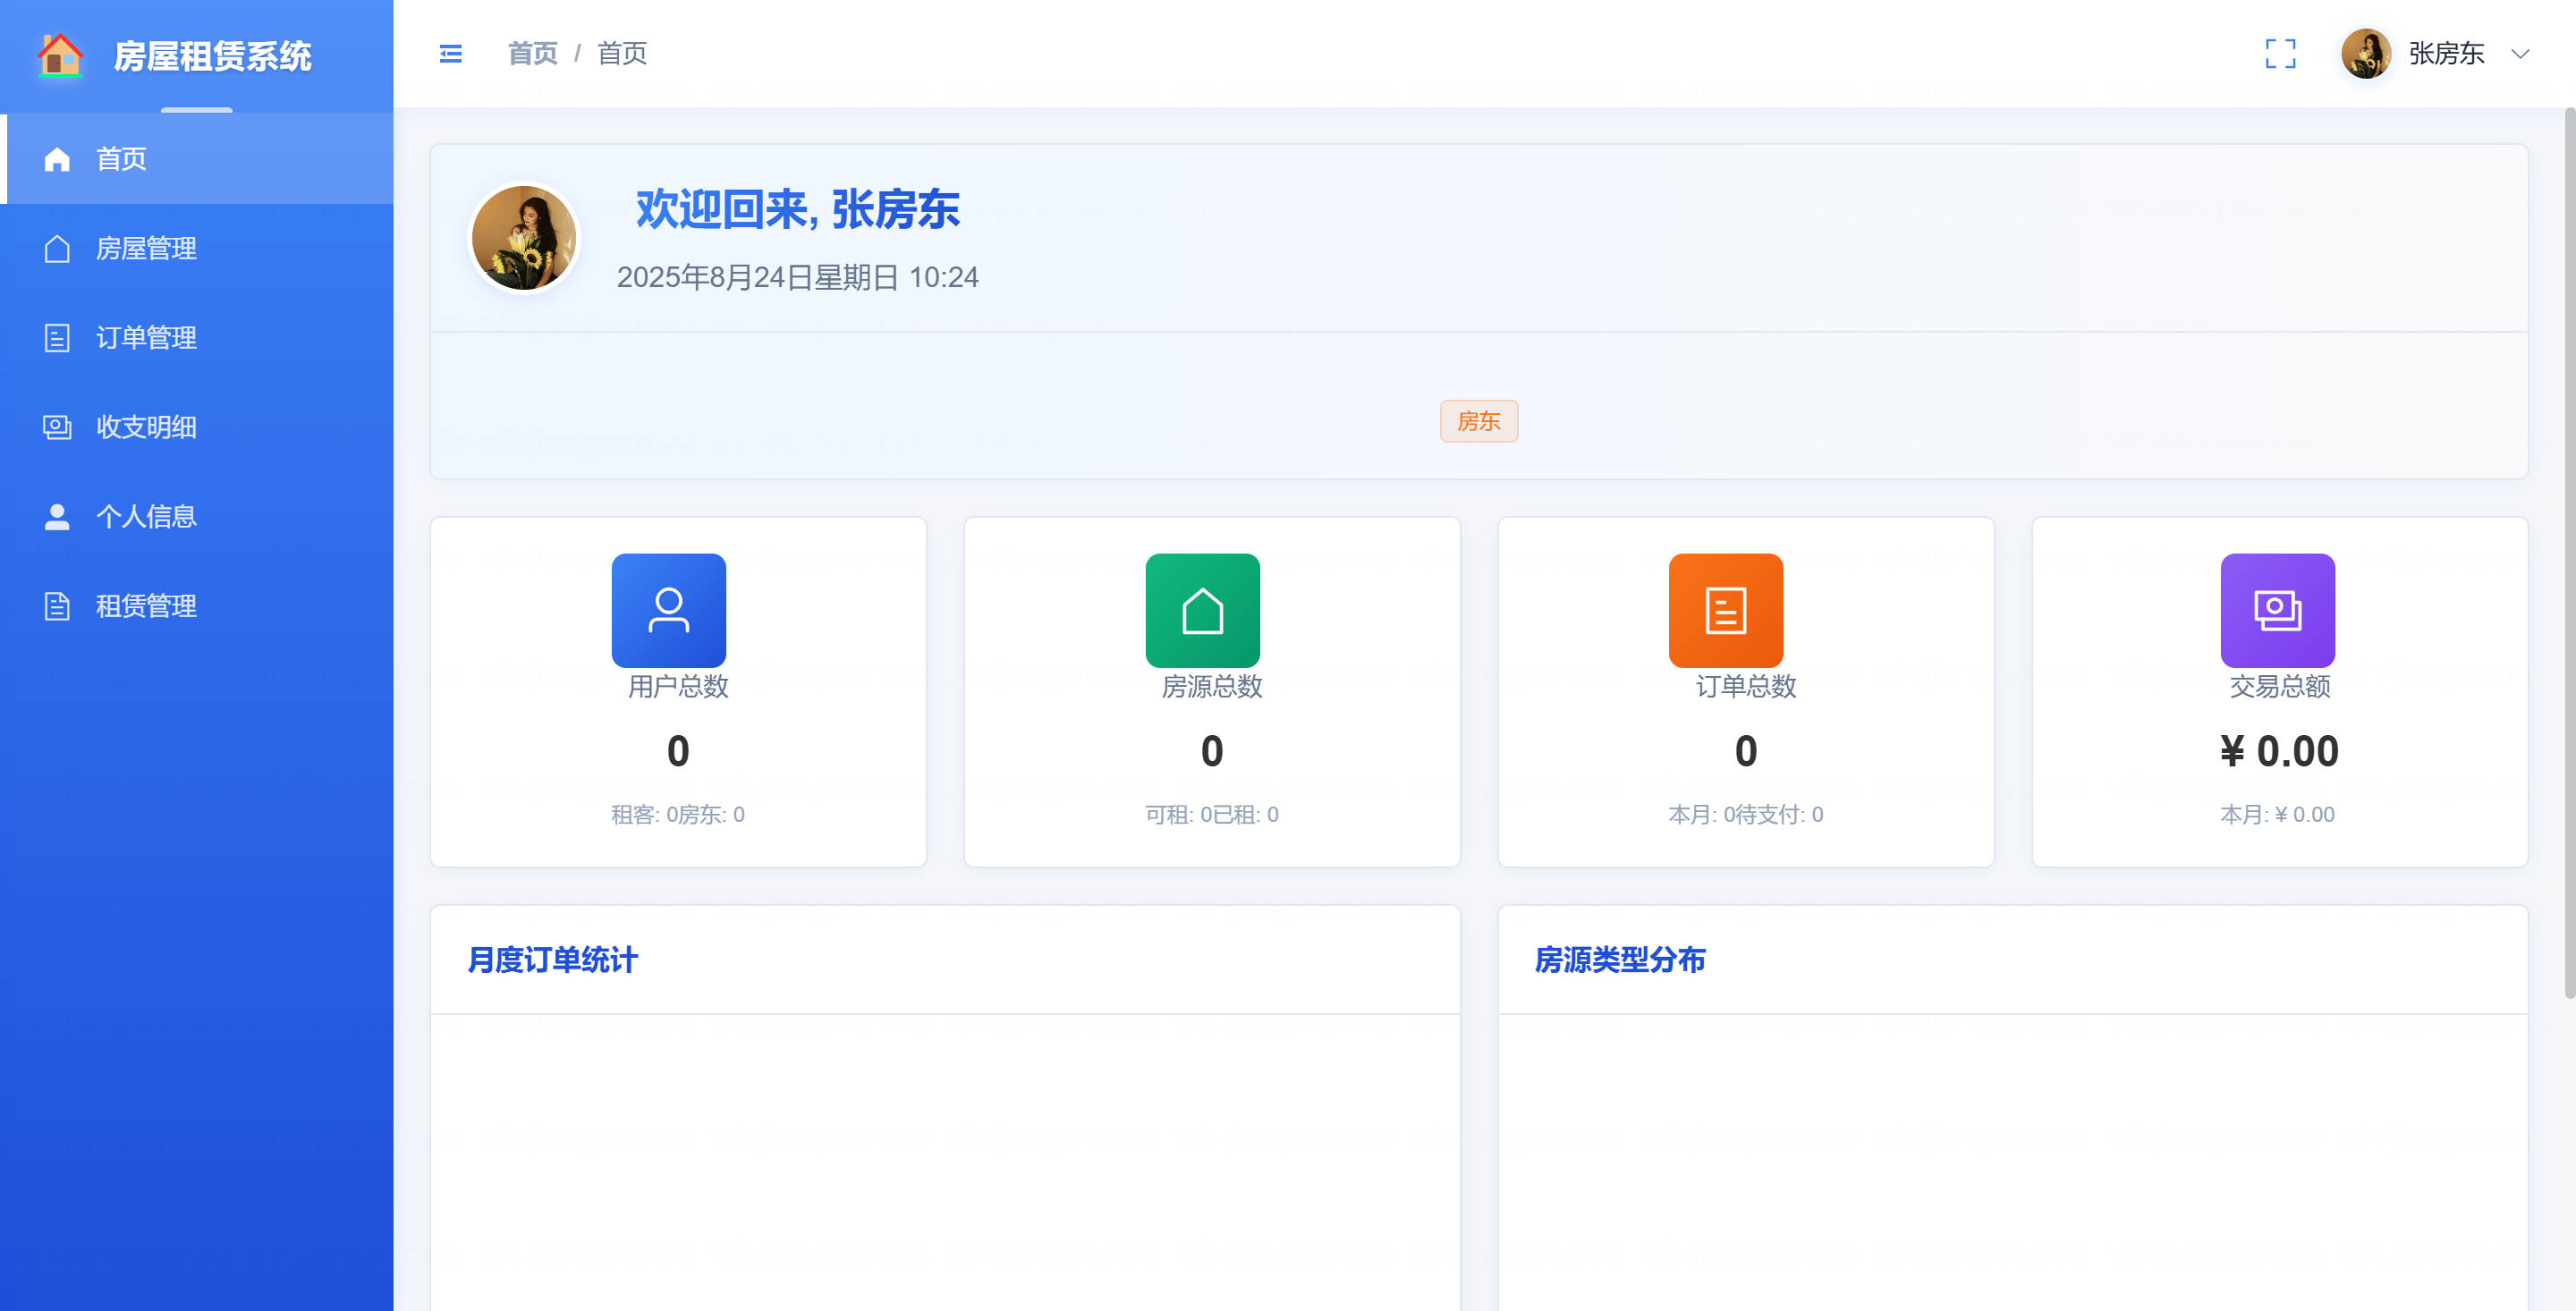 房屋租赁系统
首页 / 首页
张房东
首页
房屋管理
订单管理
收支明细
个人信息
租赁管理
欢迎回来, 张房东
2025年8月24日星期日 10:24
房东
用户总数
0
租客: 0房东: 0
房源总数
0
可租: 0已租: 0
订单总数
0
本月: 0待支付: 0
交易总额
¥ 0.00
本月: ¥ 0.00
月度订单统计
房源类型分布